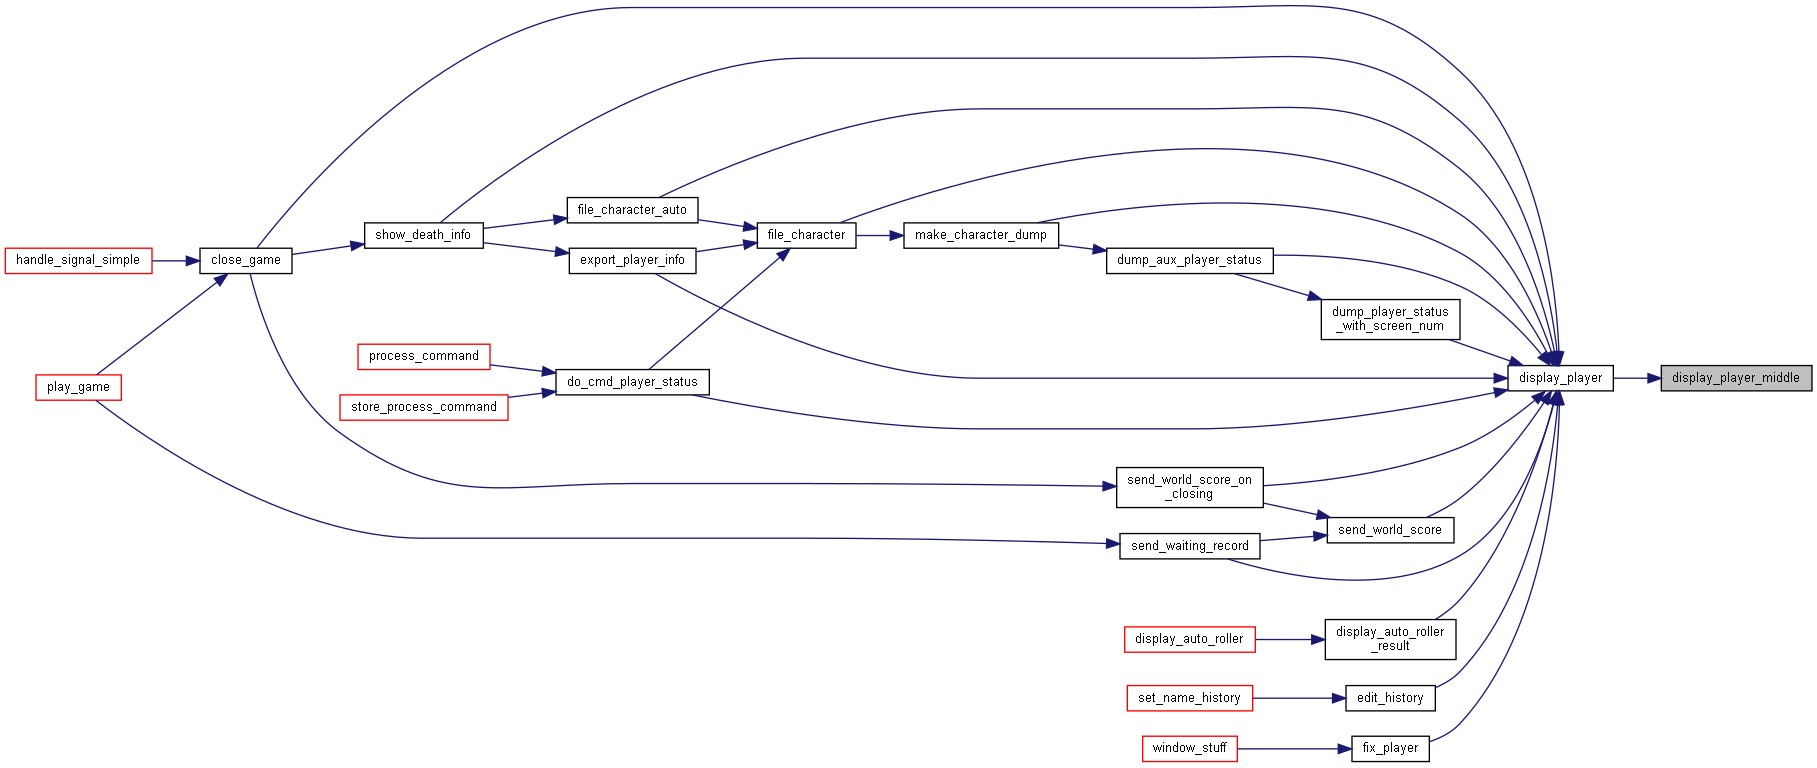 file_character_auto
show_death_info
file_character
make_character_dump
handle_signal_simple
close_game
export_player_info
dump_aux_player_status
dump_player_status
_with_screen_num
process_command
play_game
do_cmd_player_status
display_player
display_player_middle
store_process_command
send_world_score_on
_closing
send_world_score
send_waiting_record
display_auto_roller
display_auto_roller
_result
set_name_history
edit_history
window_stuff
fix_player